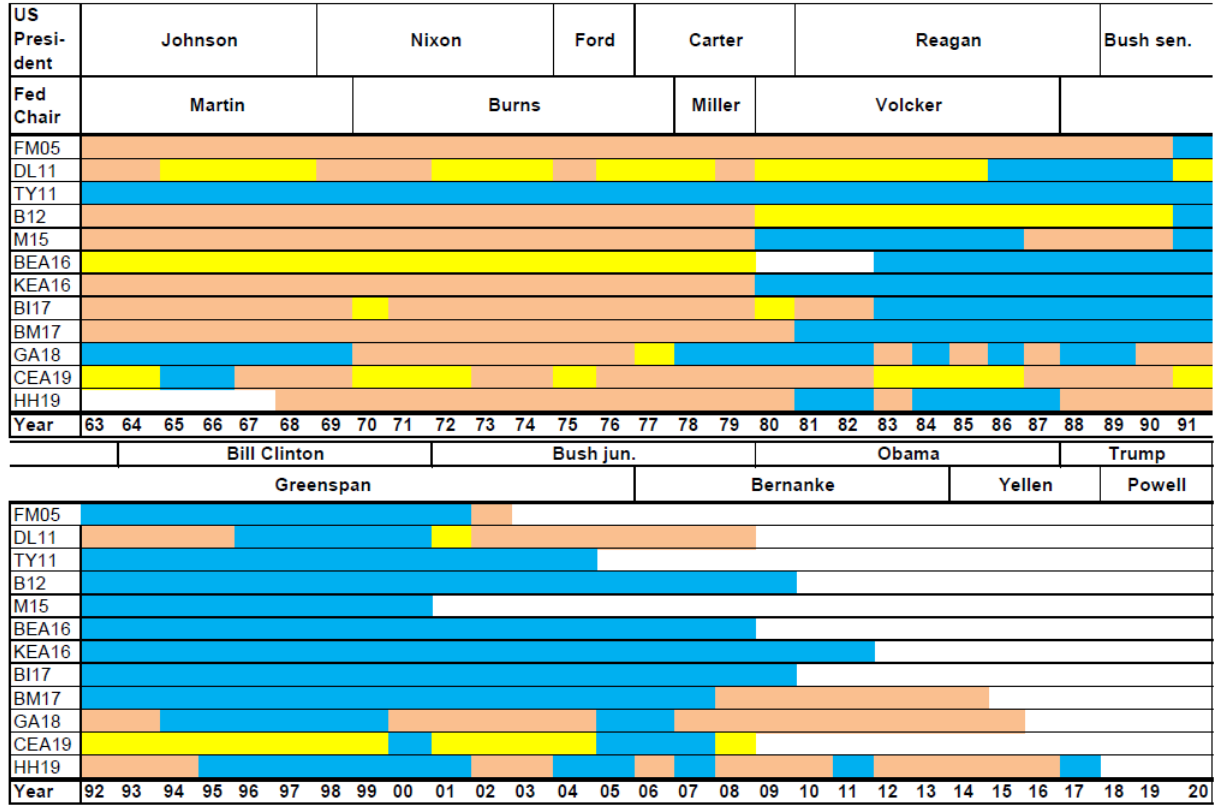 US
Presi-
dent
Johnson Nixon Ford Carter Reagan Bush sen.
Fed
Chair
Martin Burns Miller Volcker
FM05
DL11
TY11
B12
M15
BEA16
KEA16
BI17
BM17
GA18
CEA19
HH19
Year 63 64 65 66 67 68 69 70 71 72 73 74 75 76 77 78 79 80 81 82 83 84 85 86 87 88 89 90 91
Bill Clinton Bush jun. Obama Trump
Greenspan Bernanke Yellen Powell
FM05
DL11
TY11
B12
M15
BEA16
KEA16
BI17
BM17
GA18
CEA19
HH19
Year 92 93 94 95 96 97 98 99 00 01 02 03 04 05 06 07 08 09 10 11 12 13 14 15 16 17 18 19 20